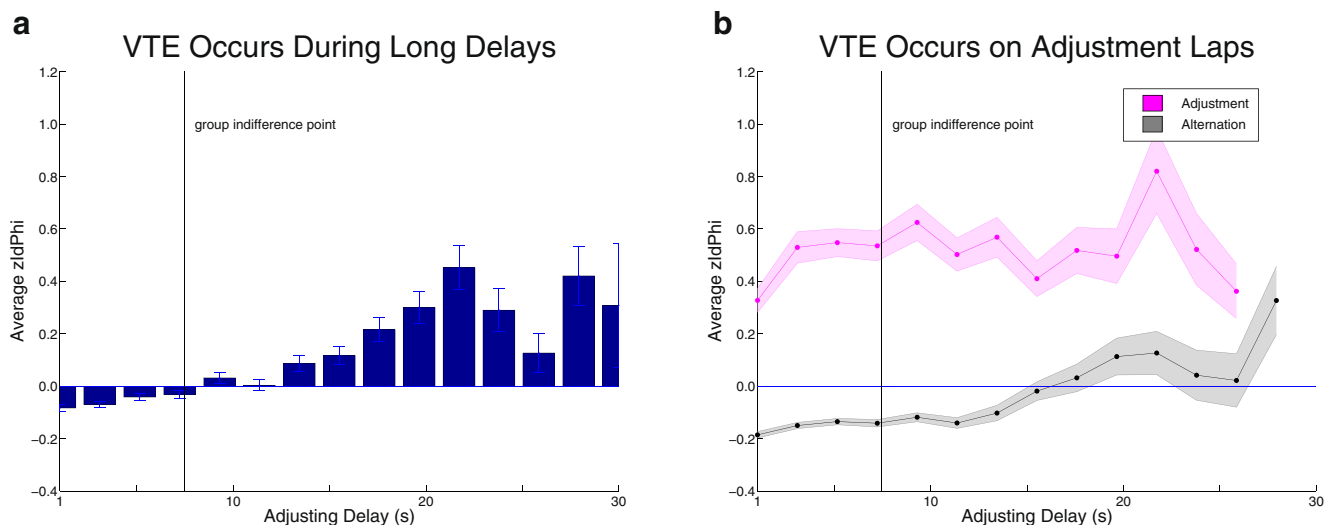 a
VTE Occurs During Long Delays
1.2
1.0
0.8
0.6
0.4
0.2
0.0
−0.2
−0.4
Average zIdPhi
group indifference point
1
10
20
30
Adjusting Delay (s)
b
VTE Occurs on Adjustment Laps
1.2
1.0
0.8
0.6
0.4
0.2
0.0
−0.2
−0.4
Average zIdPhi
Adjustment
Alternation
group indifference point
1
10
20
30
Adjusting Delay (s)